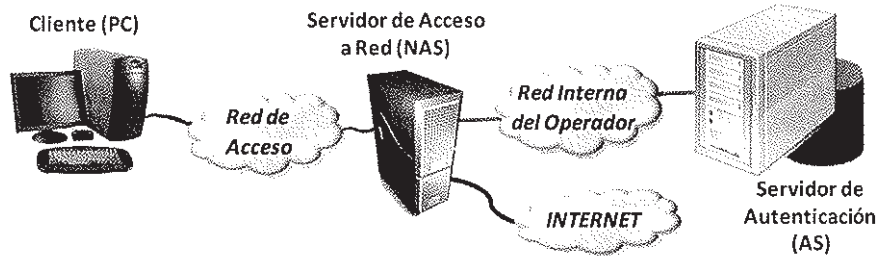 Cliente (PC)
Servidor de Acceso
a Red (NAS)
Red de
Acceso
Red Interna
del Operador
INTERNET
Servidor de
Autenticación
(AS)